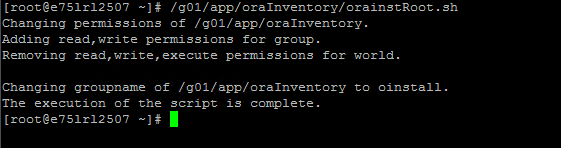 [root@e75lrl2507 ~]# /g01/app/oraInventory/orainstRoot.sh
Changing permissions of /g01/app/oraInventory.
Adding read,write permissions for group.
Removing read,write,execute permissions for world.
Changing groupname of /g01/app/oraInventory to oinstall.
The execution of the script is complete.
[root@e75lrl2507 ~]#